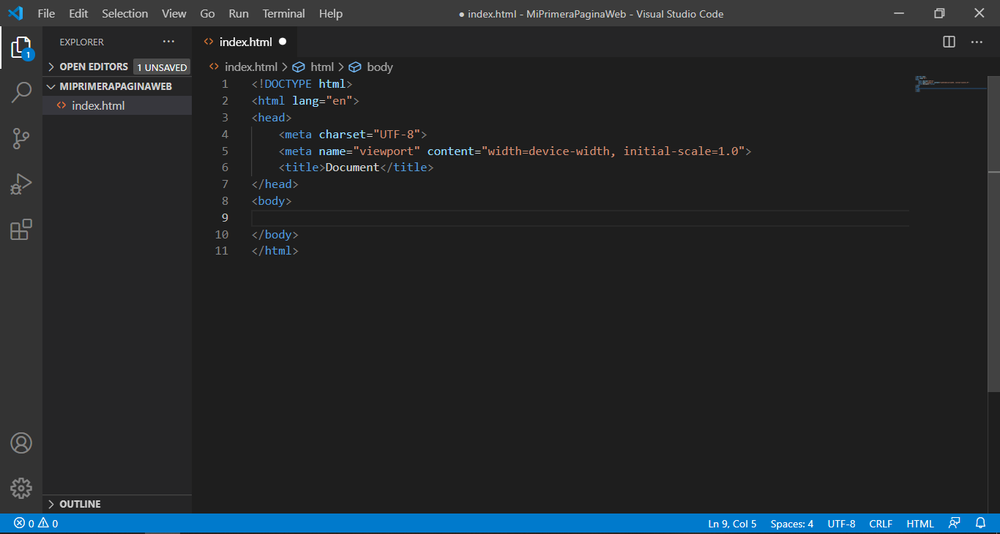 File Edit Selection View Go Run Terminal Help
● index.html - MiPrimeraPaginaWeb - Visual Studio Code
EXPLORER
OPEN EDITORS 1 UNSAVED
MIPRIMERAPAGINAWEB
index.html
OUTLINE
1
index.html ●
index.html > html > body
1 <!DOCTYPE html>
2 <html lang="en">
3 <head>
4     <meta charset="UTF-8">
5     <meta name="viewport" content="width=device-width, initial-scale=1.0">
6     <title>Document</title>
7 </head>
8 <body>
9
10 </body>
11 </html>
0 0
Ln 9, Col 5 Spaces: 4 UTF-8 CRLF HTML